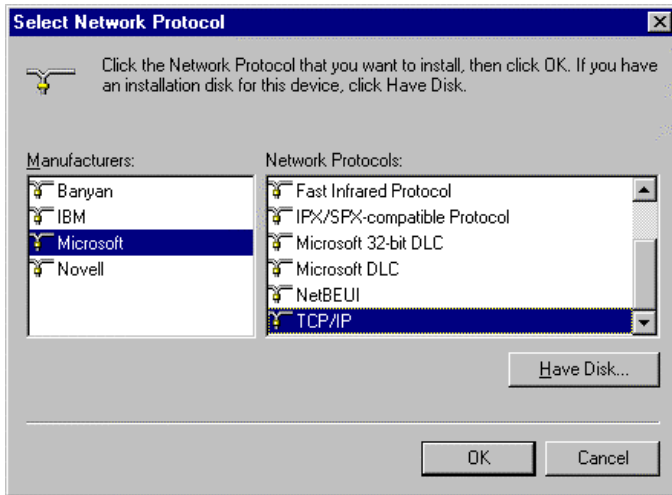 Select Network Protocol
Click the Network Protocol that you want to install, then click OK. If you have
an installation disk for this device, click Have Disk.
Manufacturers:
Banyan
IBM
Microsoft
Novell
Network Protocols:
Fast Infrared Protocol
IPX/SPX-compatible Protocol
Microsoft 32-bit DLC
Microsoft DLC
NetBEUI
TCP/IP
Have Disk...
OK
Cancel